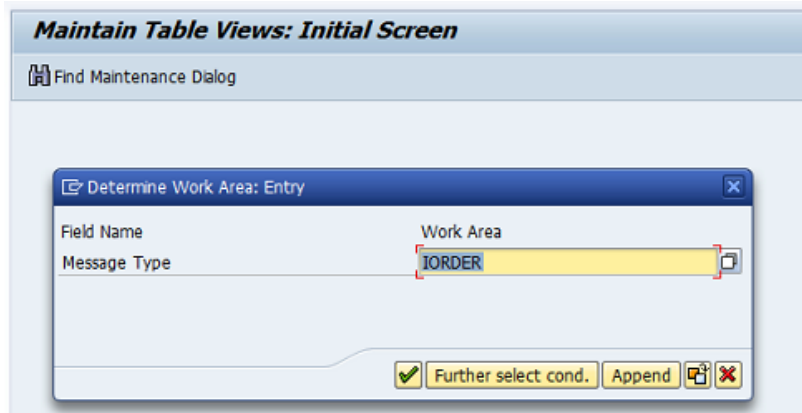 Maintain Table Views: Initial Screen
Find Maintenance Dialog
Determine Work Area: Entry
Field Name Work Area
Message Type IORDER
Further select cond. Append